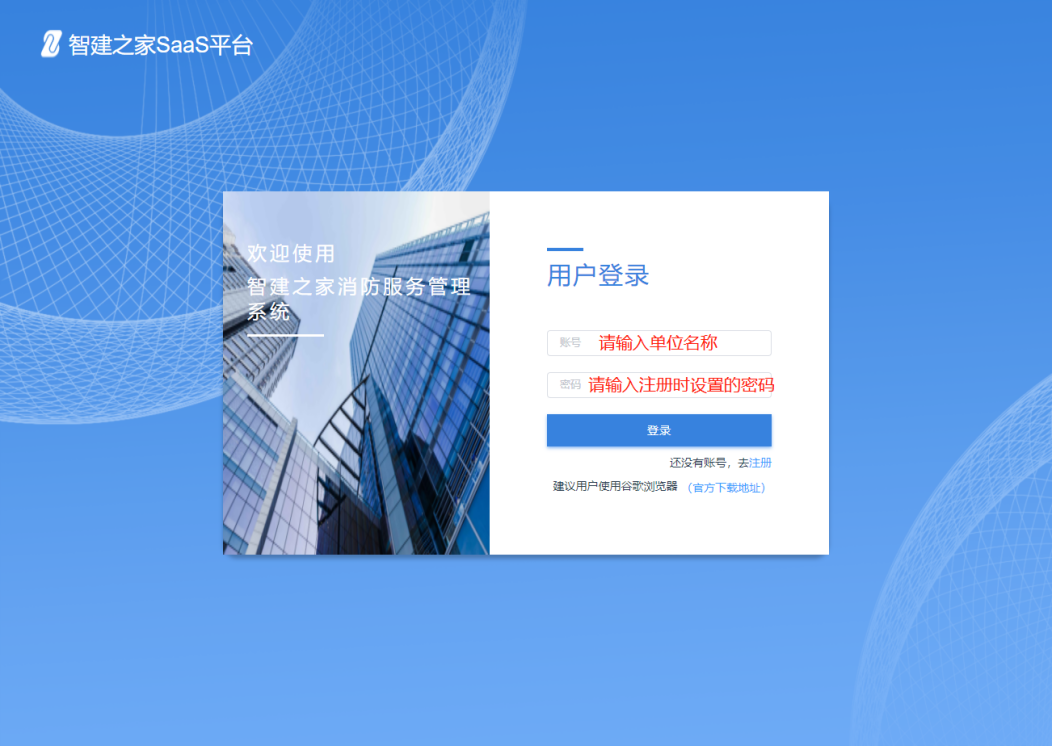 智建之家SaaS平台
欢迎使用
智建之家消防服务管理
系统
用户登录
账号 请输入单位名称
密码 请输入注册时设置的密码
登录
还没有账号，去注册
建议用户使用谷歌浏览器 （官方下载地址）